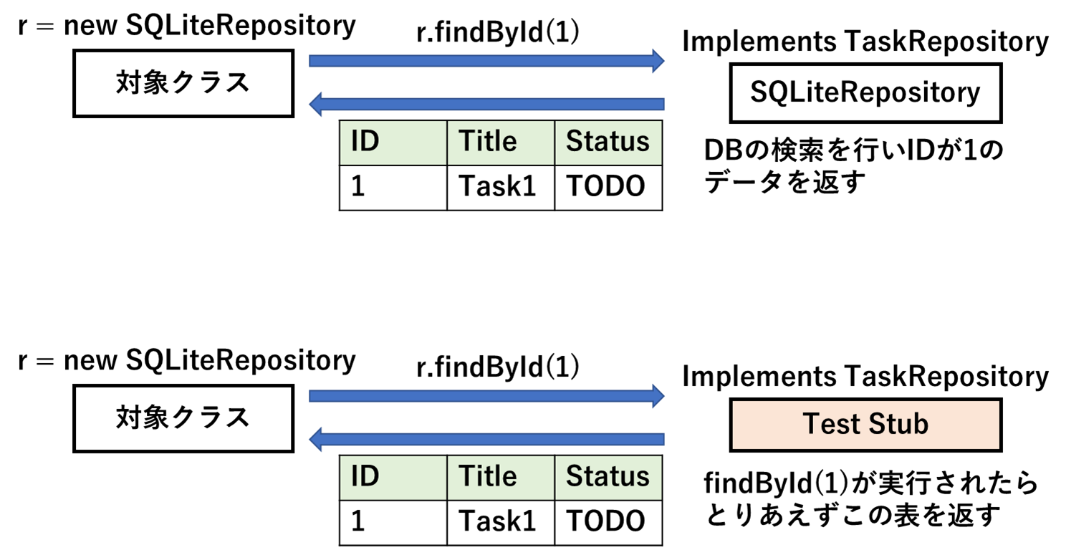 r = new SQLiteRepository
r.findById(1)
Implements TaskRepository
対象クラス
SQLiteRepository
ID Title Status
1 Task1 TODO
DBの検索を行いIDが1の
データを返す
r = new SQLiteRepository
r.findById(1)
Implements TaskRepository
対象クラス
Test Stub
ID Title Status
1 Task1 TODO
findById(1)が実行されたら
とりあえずこの表を返す